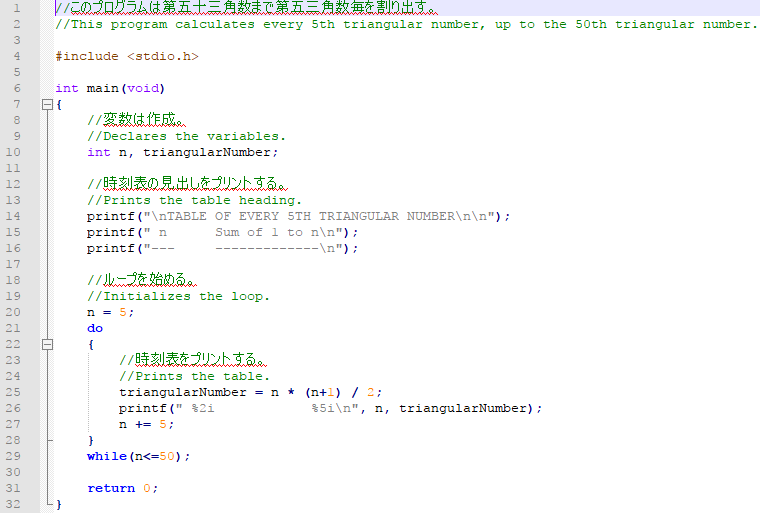 1 //このプログラムは第五十三角数まで第五三角数毎を割り出す。
2 //This program calculates every 5th triangular number, up to the 50th triangular number.
3
4 #include <stdio.h>
5
6 int main(void)
7 {
8 //変数は作成。
9 //Declares the variables.
10 int n, triangularNumber;
11
12 //時刻表の見出しをプリントする。
13 //Prints the table heading.
14 printf("\nTABLE OF EVERY 5TH TRIANGULAR NUMBER\n\n");
15 printf(" n      Sum of 1 to n\n");
16 printf("---     -------------\n");
17
18 //ループを始める。
19 //Initializes the loop.
20 n = 5;
21 do
22 {
23 //時刻表をプリントする。
24 //Prints the table.
25 triangularNumber = n * (n+1) / 2;
26 printf(" %2i            %5i\n", n, triangularNumber);
27 n += 5;
28 }
29 while(n<=50);
30
31 return 0;
32 }